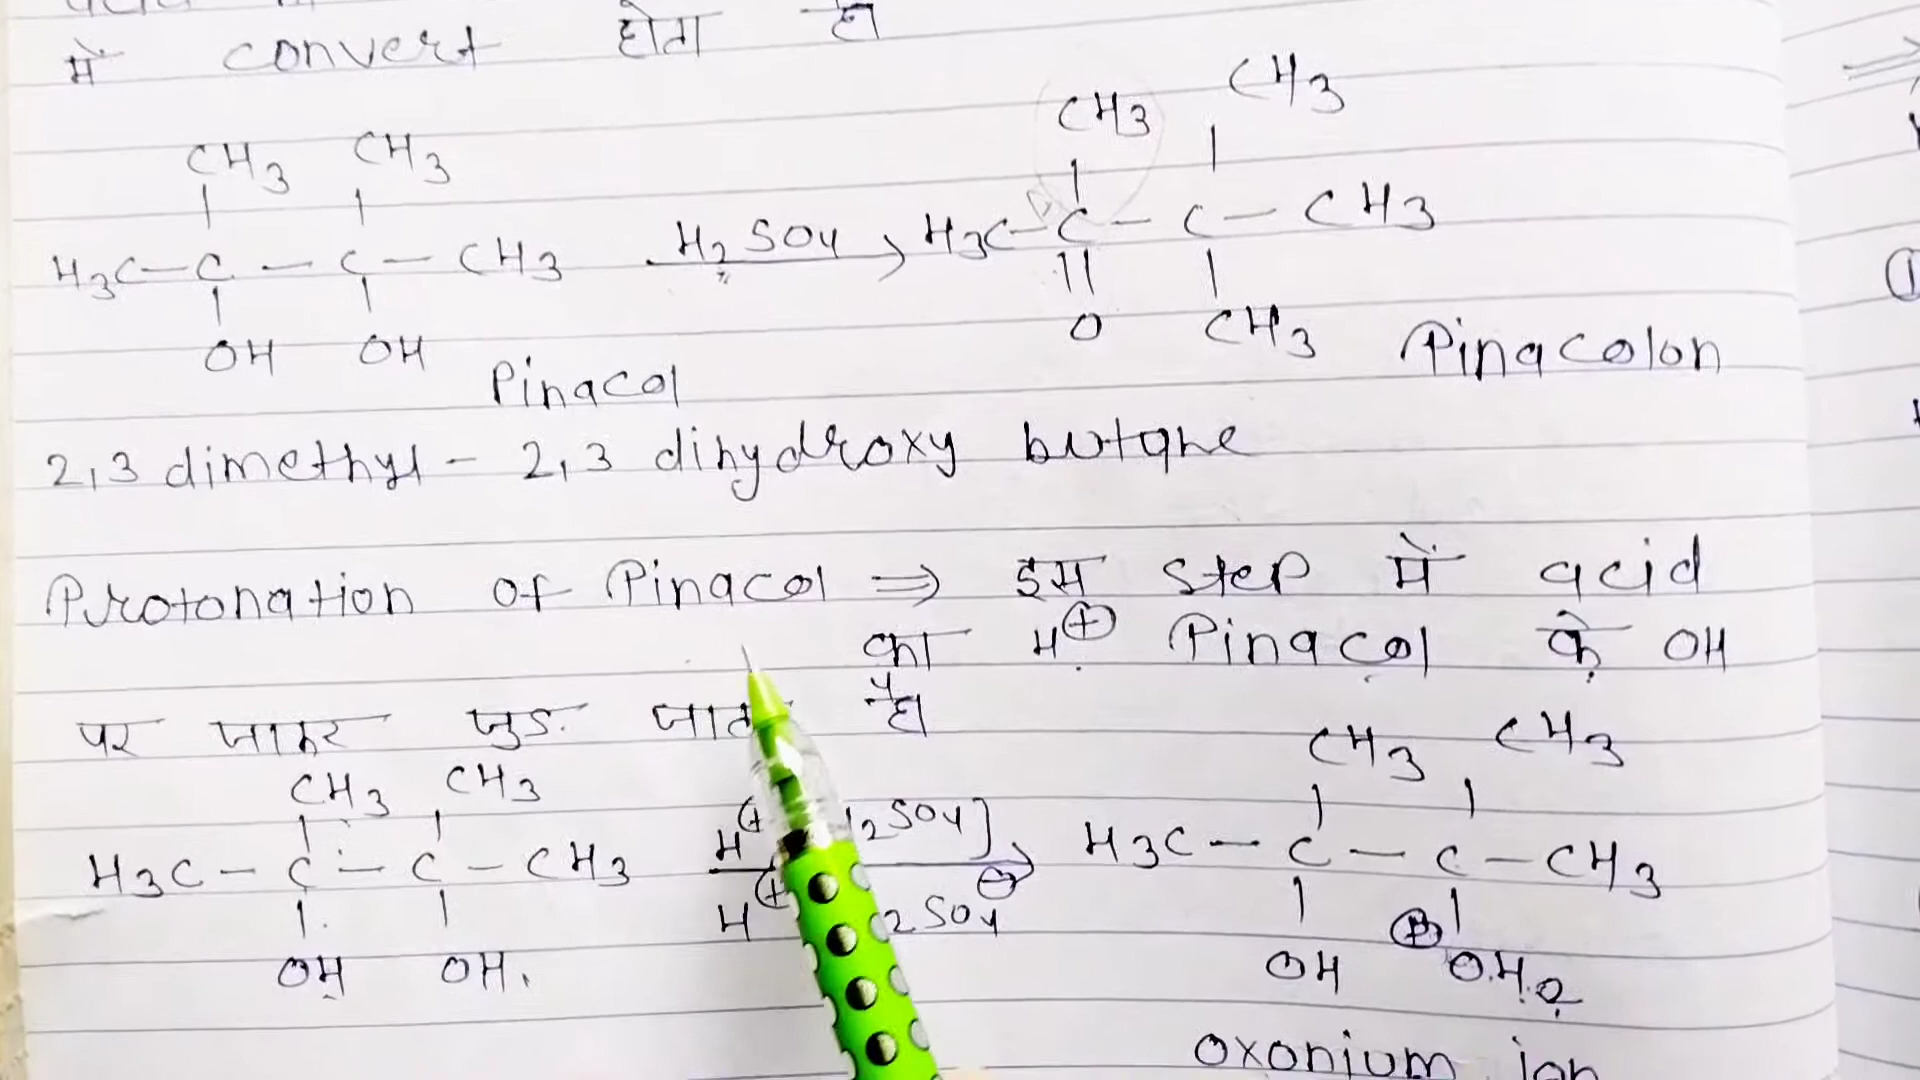 में convert होता है
CH3 CH3
CH3 CH3
H3C-C-C-CH3 H2SO4 → H3C-C-C-CH3
OH OH
O CH3
Pinacol Pinacolon
2,3 dimethyl - 2,3 dihydroxy butane
Protonation of Pinacol ⇒ इस step में acid
का H⊕ Pinacol के OH
पर जाकर जुड़ जाता है
CH3 CH3
CH3 CH3
H3C-C-C-CH3 → H3C-C-C-CH3
OH OH. OH ⊕OH2
oxonium ion